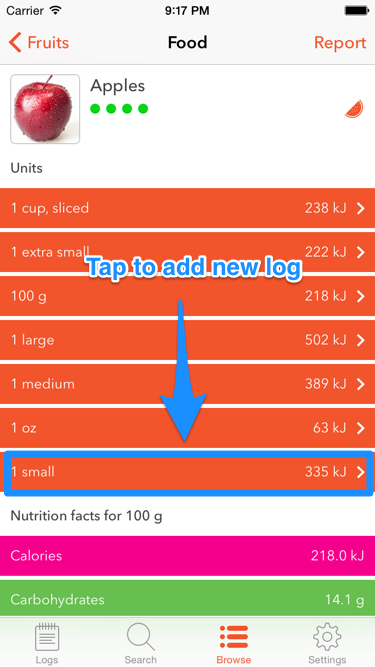 Carrier 9:17 PM
Fruits Food Report
Apples
Units
1 cup, sliced 238 kJ
1 extra small 222 kJ
Tap to add new log
100 g 218 kJ
1 large 502 kJ
1 medium 389 kJ
1 oz 63 kJ
1 small 335 kJ
Nutrition facts for 100 g
Calories 218.0 kJ
Carbohydrates 14.1 g
Logs Search Browse Settings